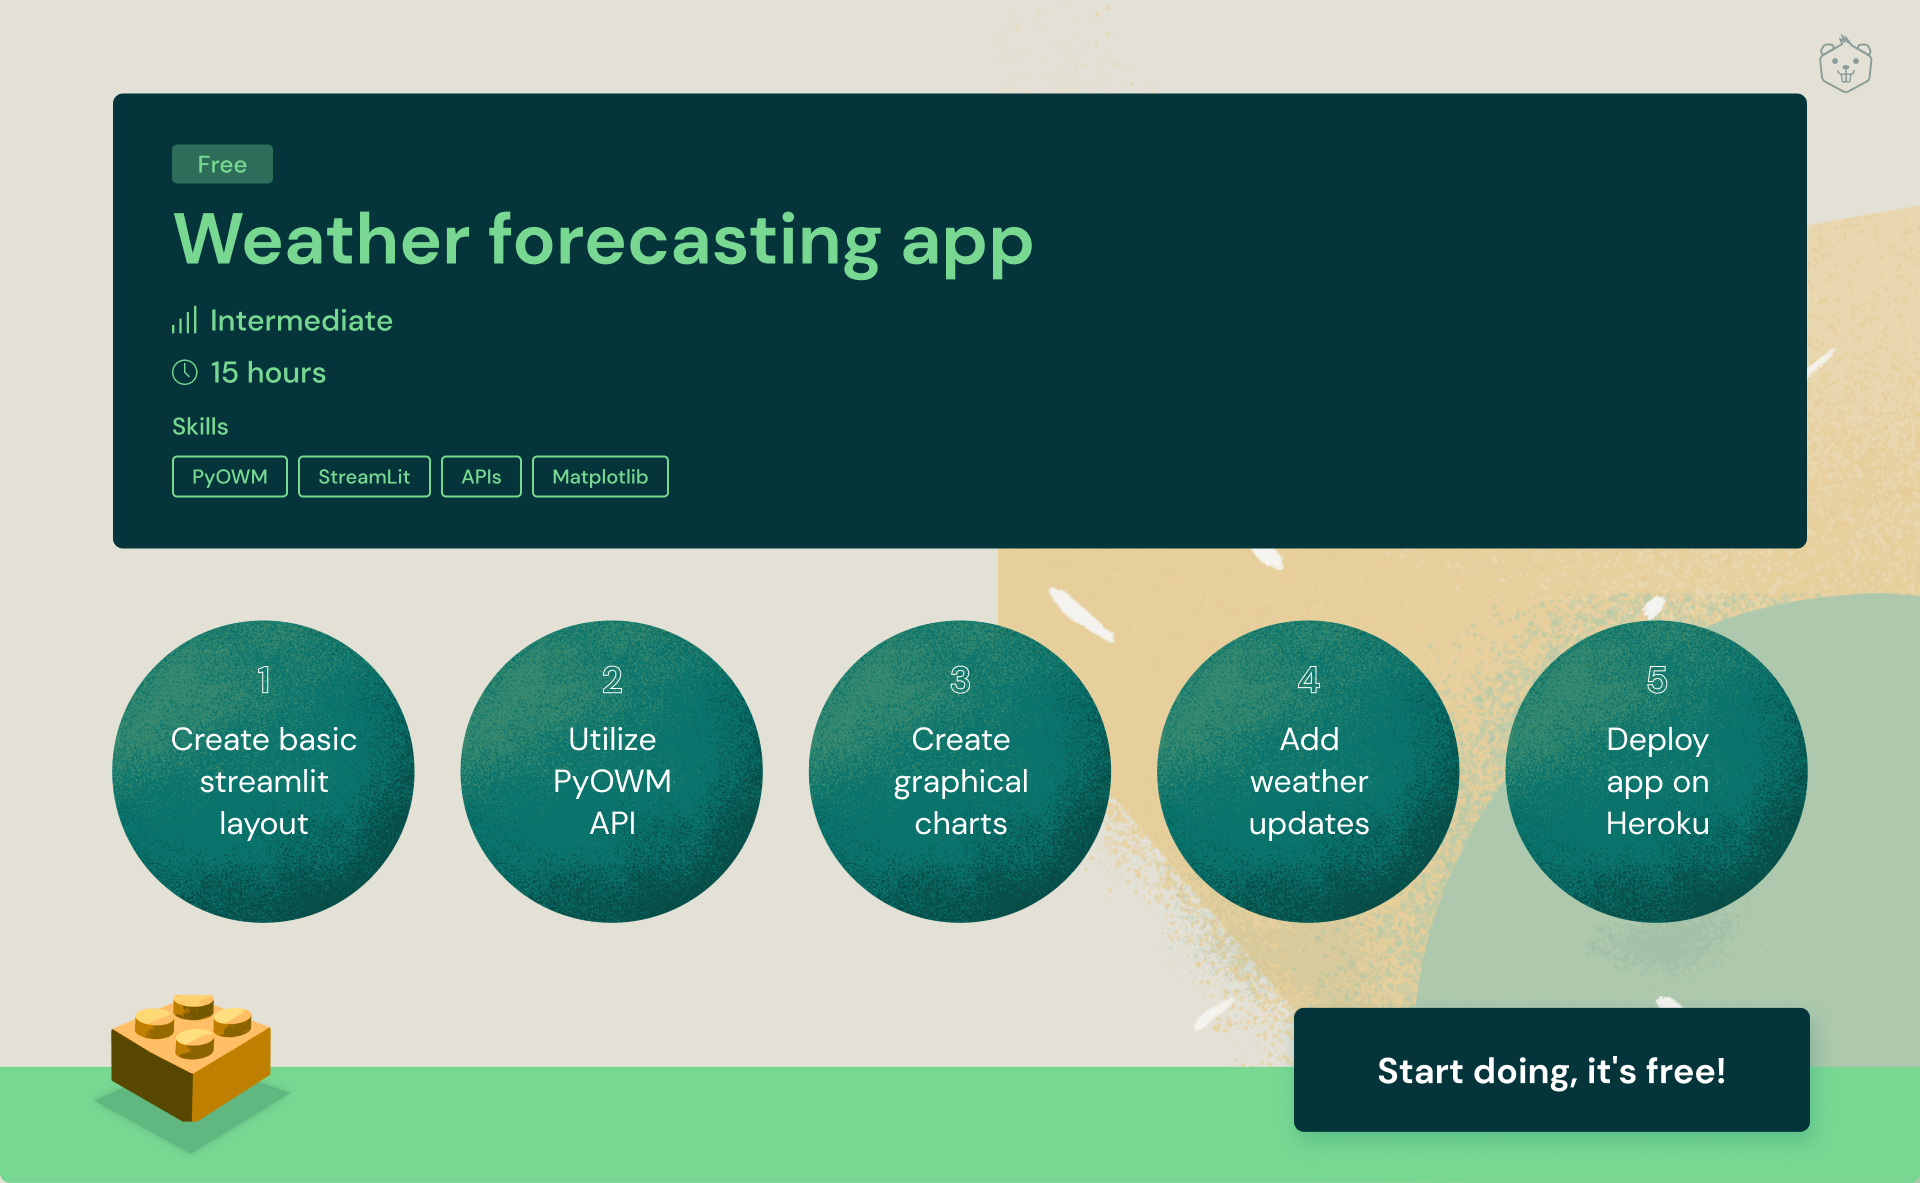 Free
Weather forecasting app
Intermediate
15 hours
Skills
PyOWM StreamLit APIs Matplotlib
1
Create basic
streamlit
layout
2
Utilize
PyOWM
API
3
Create
graphical
charts
4
Add
weather
updates
5
Deploy
app on
Heroku
Start doing, it's free!